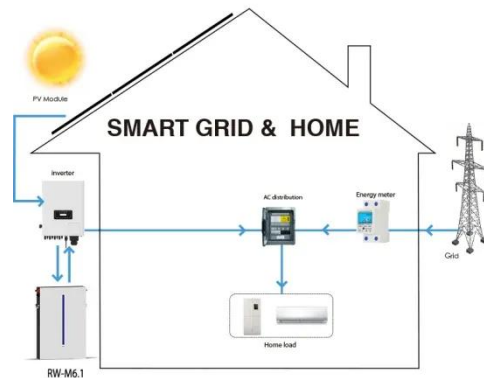 PV Module
SMART GRID & HOME
inverter
AC distribution
Energy meter
Grid
Home load
RW-M6.1